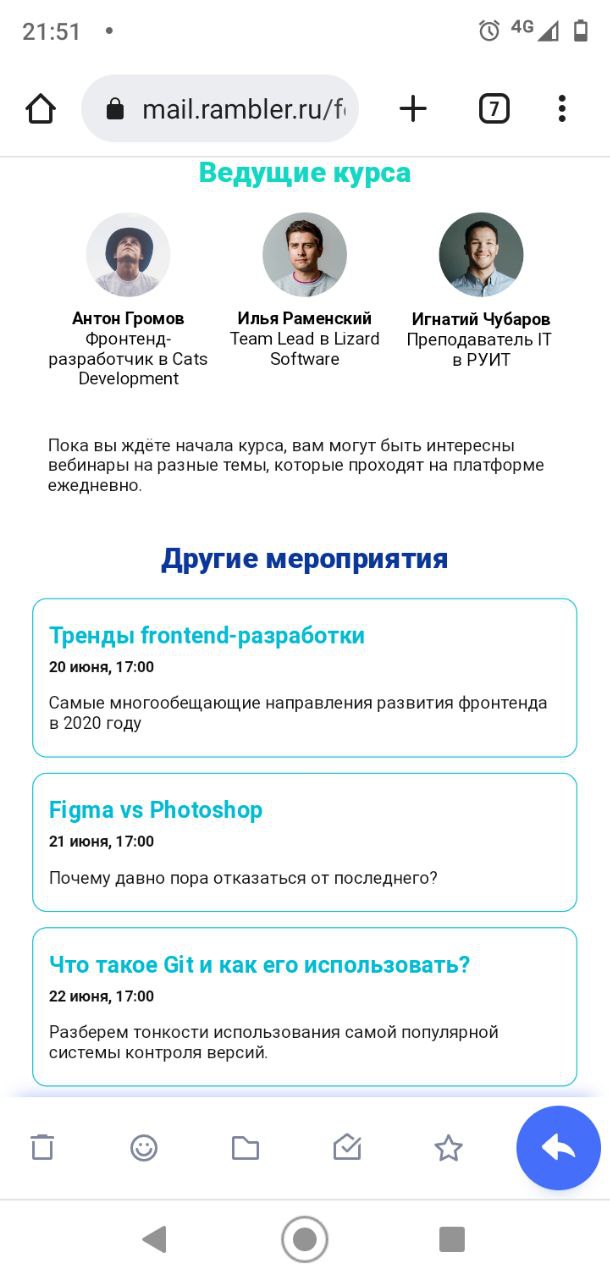 21:51
4G
mail.rambler.ru/f
7
Ведущие курса
Антон Громов
Фронтенд-
разработчик в Cats
Development
Илья Раменский
Team Lead в Lizard
Software
Игнатий Чубаров
Преподаватель IT
в РУИТ
Пока вы ждёте начала курса, вам могут быть интересны
вебинары на разные темы, которые проходят на платформе
ежедневно.
Другие мероприятия
Тренды frontend-разработки
20 июня, 17:00
Самые многообещающие направления развития фронтенда
в 2020 году
Figma vs Photoshop
21 июня, 17:00
Почему давно пора отказаться от последнего?
Что такое Git и как его использовать?
22 июня, 17:00
Разберем тонкости использования самой популярной
системы контроля версий.